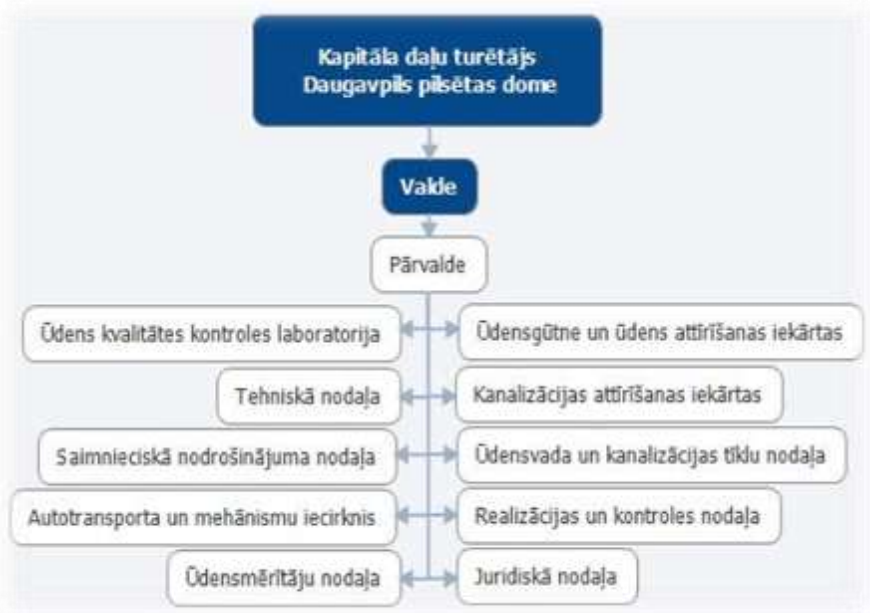 Kapitāla daļu turētājs
Daugavpils pilsētas dome
Valde
Pārvalde
Ūdens kvalitātes kontroles laboratorija
Ūdensgūtne un ūdens attīrīšanas iekārtas
Tehniskā nodaļa
Kanalizācijas attīrīšanas iekārtas
Saimnieciskā nodrošinājuma nodaļa
Ūdensvada un kanalizācijas tīklu nodaļa
Autotransporta un mehānismu iecirknis
Realizācijas un kontroles nodaļa
Ūdensmērītāju nodaļa
Juridiskā nodaļa